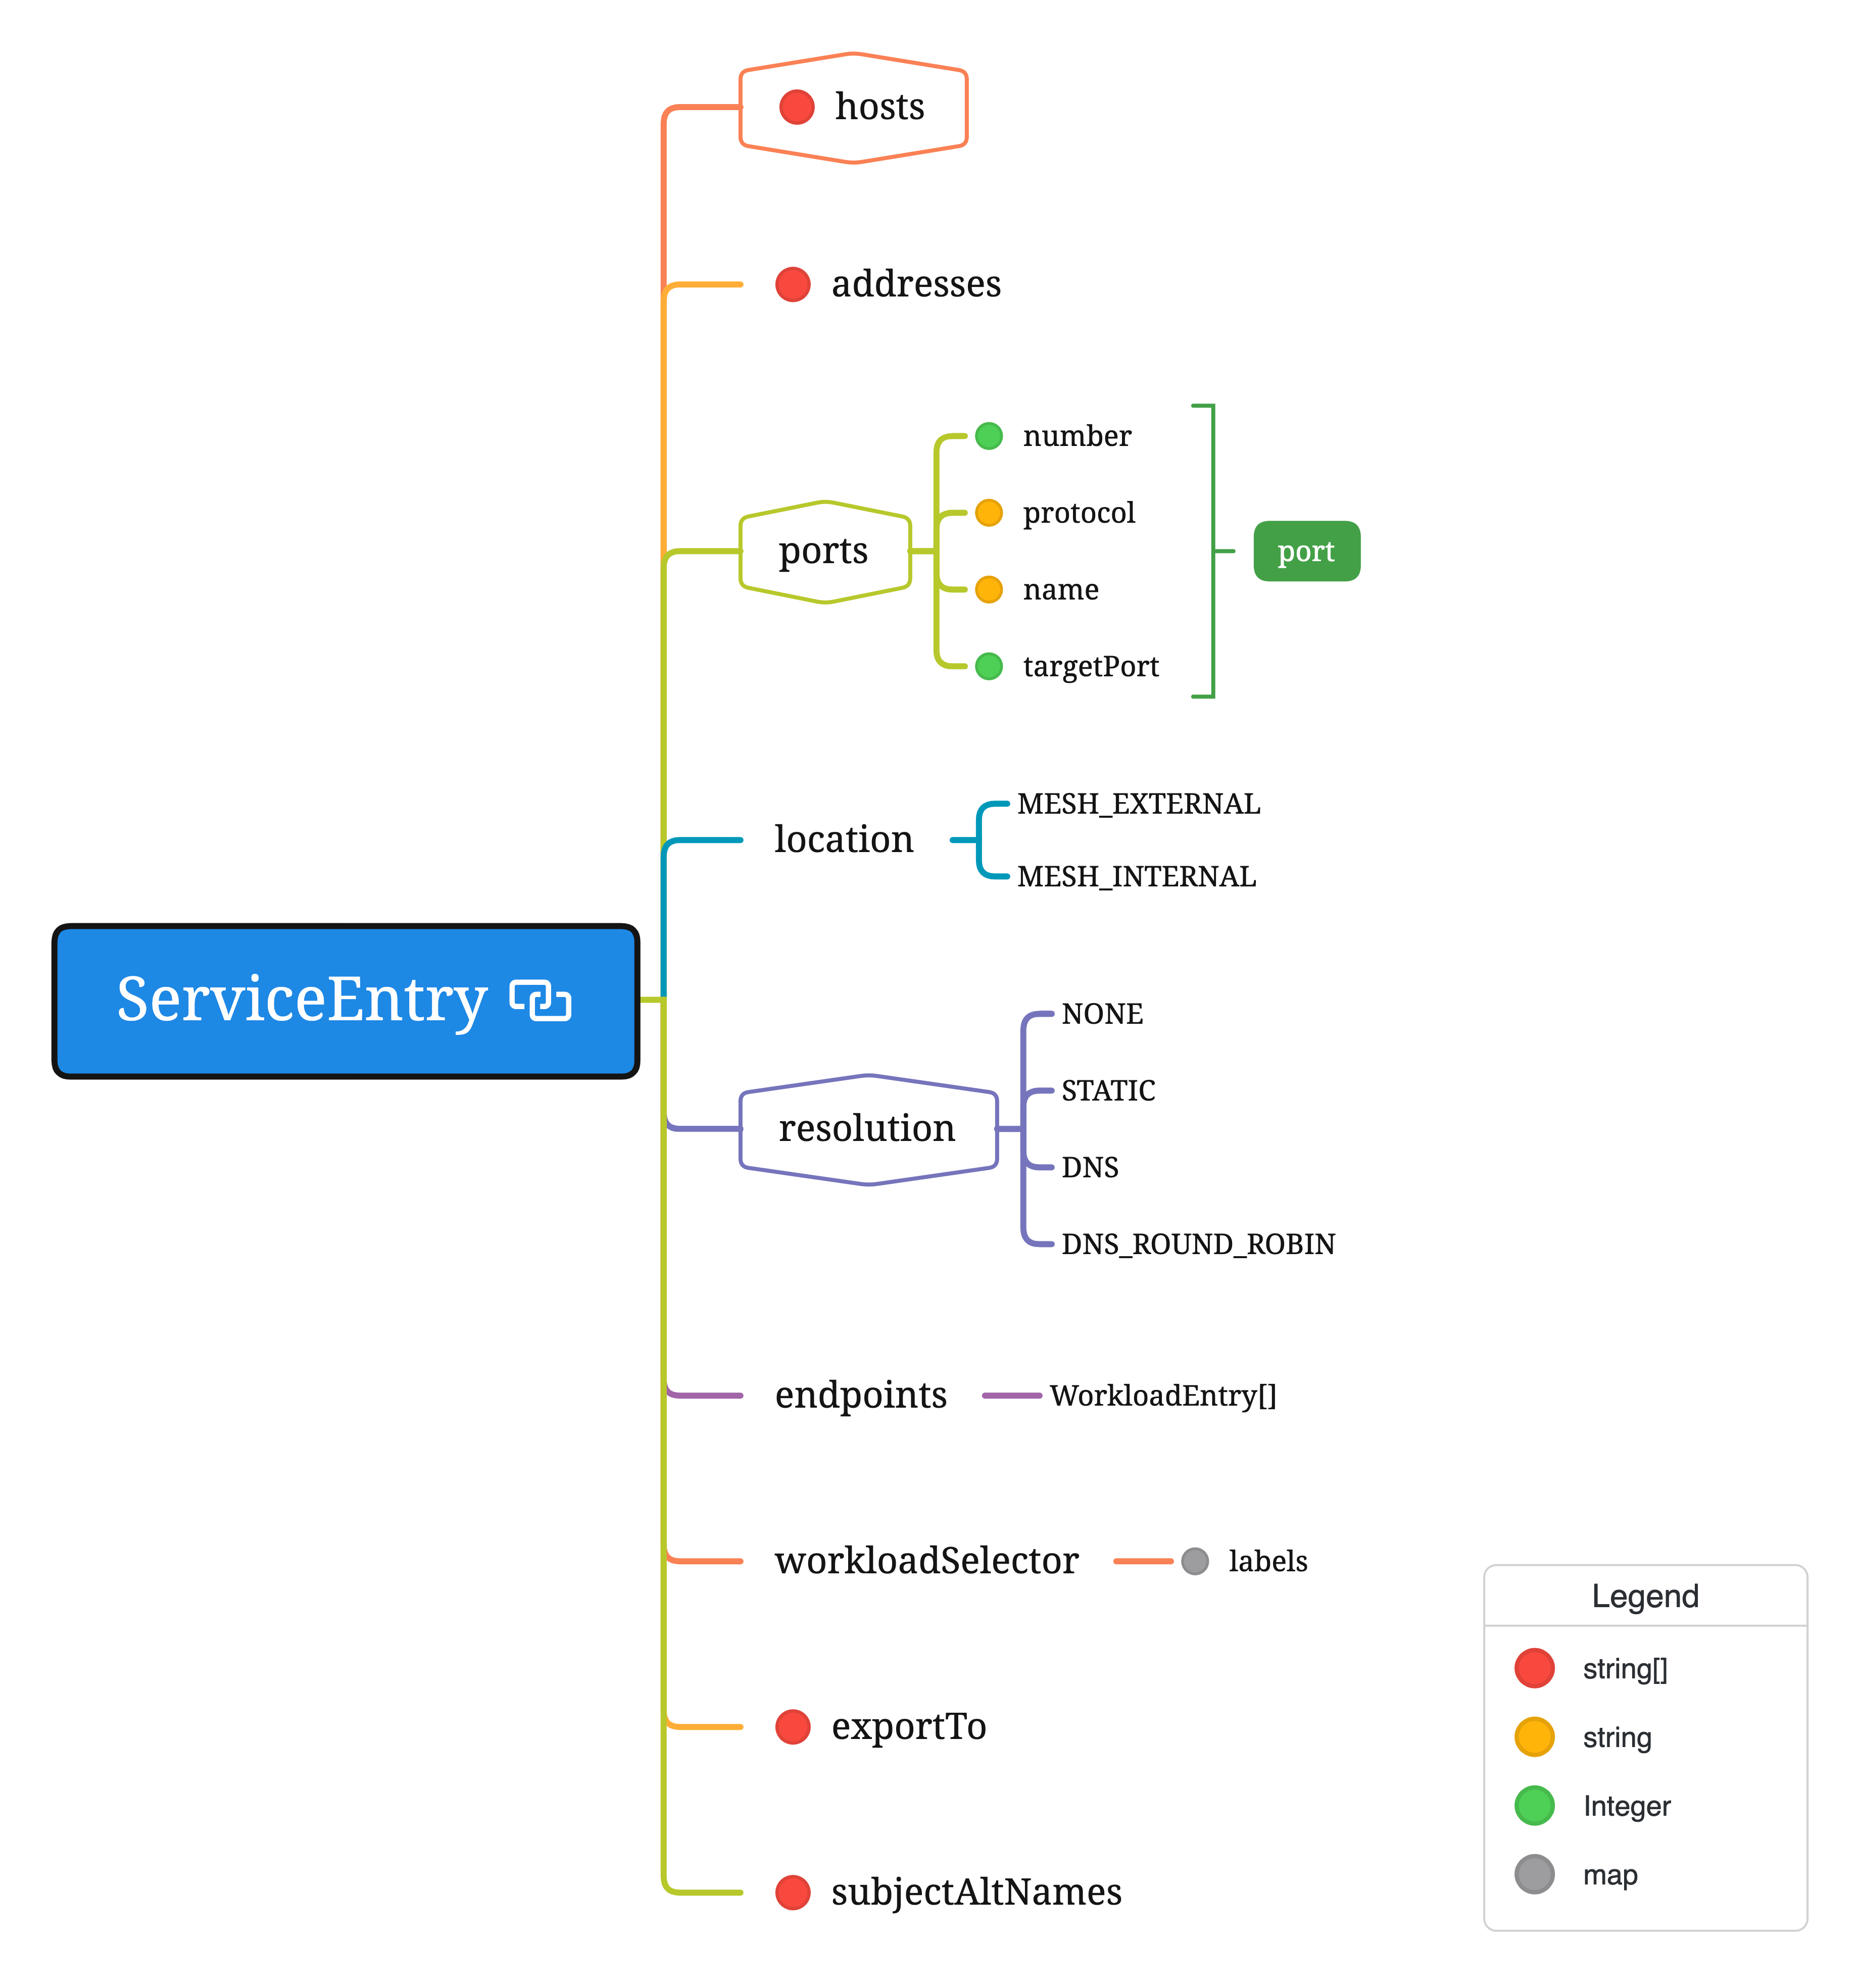 hosts
addresses
number
protocol
ports
port
name
targetPort
MESH_EXTERNAL
location
MESH_INTERNAL
ServiceEntry
NONE
STATIC
resolution
DNS
DNS_ROUND_ROBIN
endpoints
WorkloadEntry[]
workloadSelector
labels
exportTo
subjectAltNames
Legend
string[]
string
Integer
map